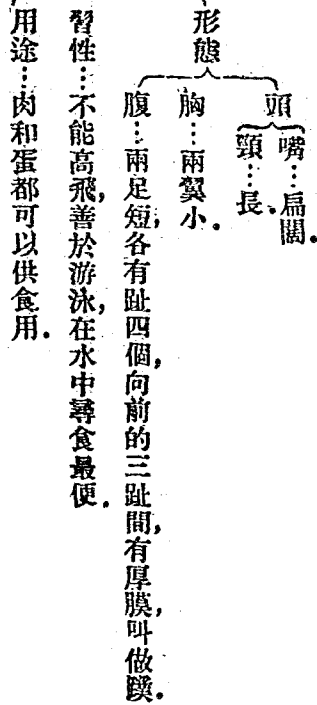 形態
頭
嘴…扁闊.
頸…長.
胸…兩翼小.
腹…兩足短,各有趾四個,向前的三趾間,有厚膜,叫做蹼.
習性…不能高飛,善於游泳,在水中尋食最便.
用途…肉和蛋都可以供食用.